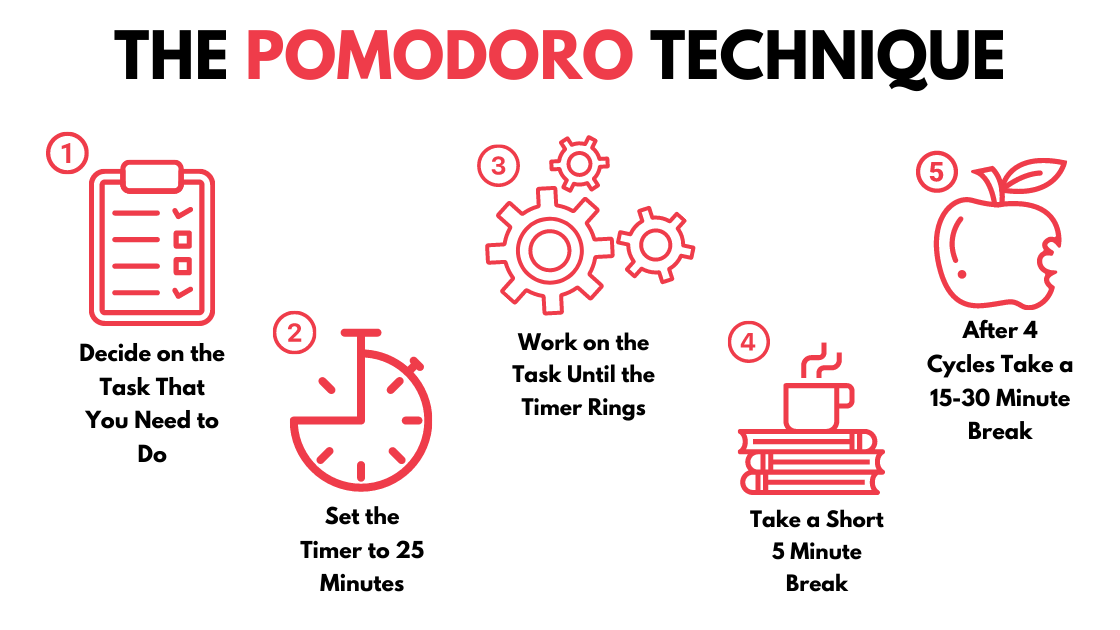 THE POMODORO TECHNIQUE
1
Decide on the
Task That
You Need to
Do
2
Set the
Timer to 25
Minutes
3
Work on the
Task Until the
Timer Rings
4
Take a Short
5 Minute
Break
5
After 4
Cycles Take a
15-30 Minute
Break